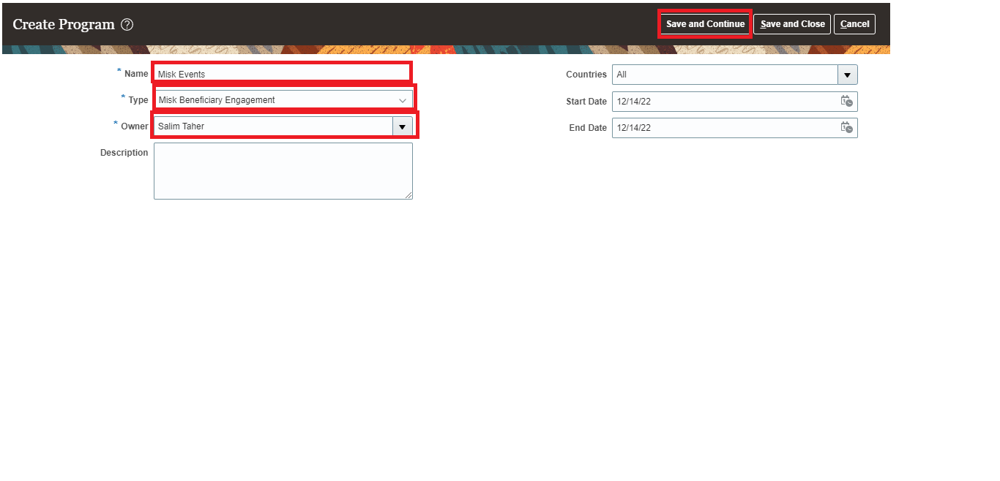 Create Program ?
Save and Continue
Save and Close
Cancel
* Name Misk Events
* Type Misk Beneficiary Engagement
* Owner Salim Taher
Description
Countries All
Start Date 12/14/22
End Date 12/14/22